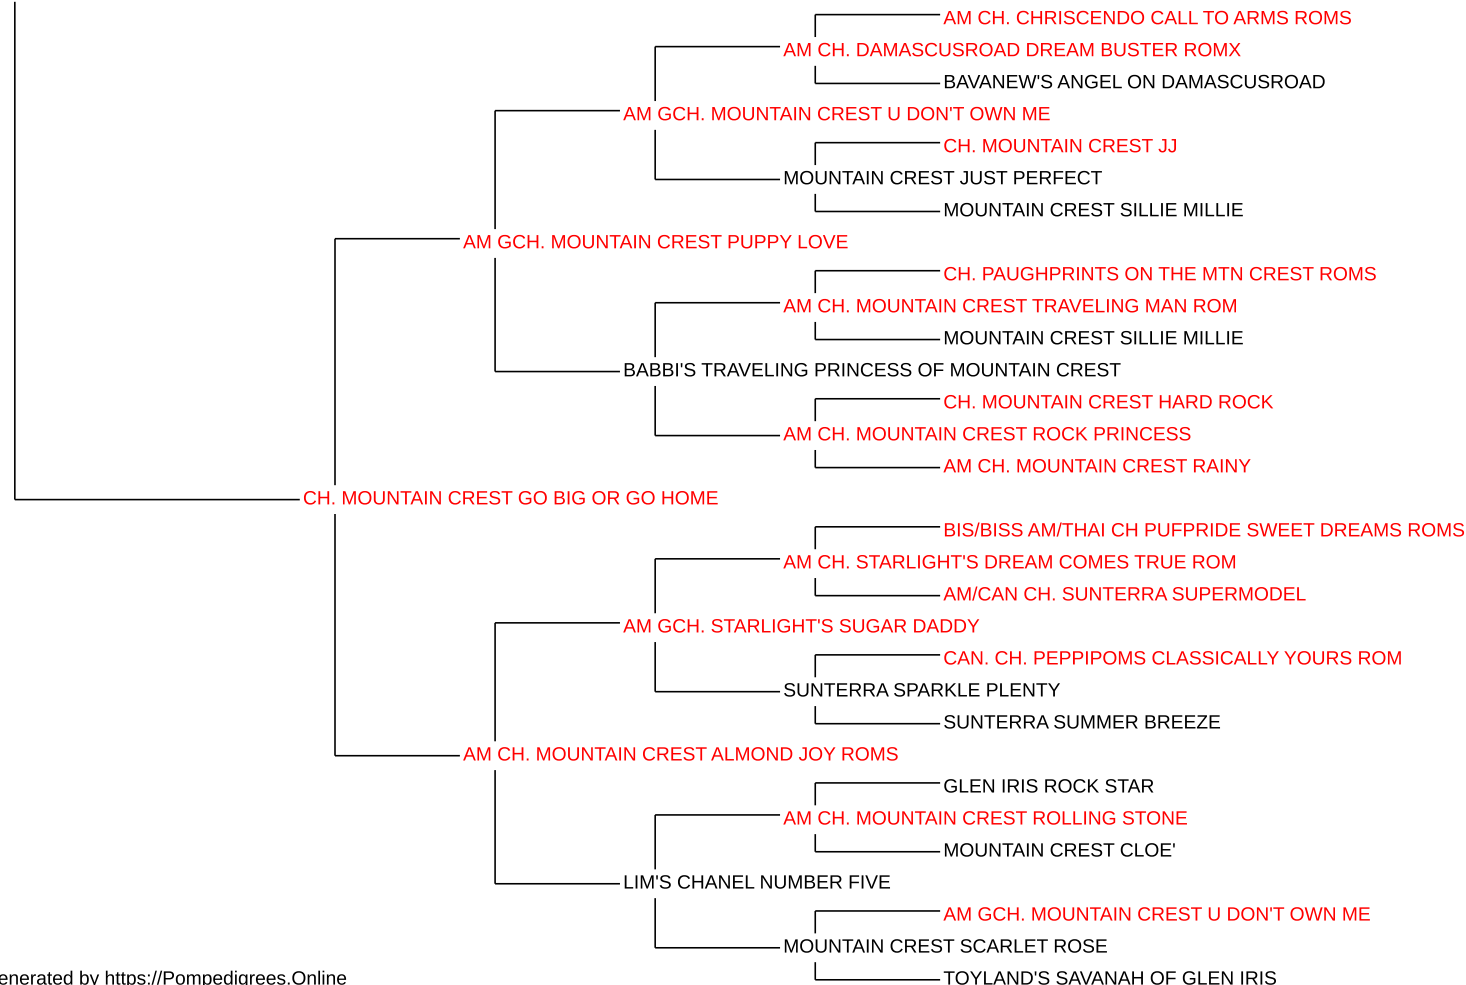 AM CH. CHRISCENDO CALL TO ARMS ROMS
AM CH. DAMASCUSROAD DREAM BUSTER ROMX
BAVANEW'S ANGEL ON DAMASCUSROAD
AM GCH. MOUNTAIN CREST U DON'T OWN ME
CH. MOUNTAIN CREST JJ
MOUNTAIN CREST JUST PERFECT
MOUNTAIN CREST SILLIE MILLIE
AM GCH. MOUNTAIN CREST PUPPY LOVE
CH. PAUGHPRINTS ON THE MTN CREST ROMS
AM CH. MOUNTAIN CREST TRAVELING MAN ROM
MOUNTAIN CREST SILLIE MILLIE
BABBI'S TRAVELING PRINCESS OF MOUNTAIN CREST
CH. MOUNTAIN CREST HARD ROCK
AM CH. MOUNTAIN CREST ROCK PRINCESS
AM CH. MOUNTAIN CREST RAINY
CH. MOUNTAIN CREST GO BIG OR GO HOME
BIS/BISS AM/THAI CH PUFPRIDE SWEET DREAMS ROMS
AM CH. STARLIGHT'S DREAM COMES TRUE ROM
AM/CAN CH. SUNTERRA SUPERMODEL
AM GCH. STARLIGHT'S SUGAR DADDY
CAN. CH. PEPPIPOMS CLASSICALLY YOURS ROM
SUNTERRA SPARKLE PLENTY
SUNTERRA SUMMER BREEZE
AM CH. MOUNTAIN CREST ALMOND JOY ROMS
GLEN IRIS ROCK STAR
AM CH. MOUNTAIN CREST ROLLING STONE
MOUNTAIN CREST CLOE'
LIM'S CHANEL NUMBER FIVE
AM GCH. MOUNTAIN CREST U DON'T OWN ME
MOUNTAIN CREST SCARLET ROSE
TOYLAND'S SAVANAH OF GLEN IRIS
enerated by https://Pompedigrees.Online